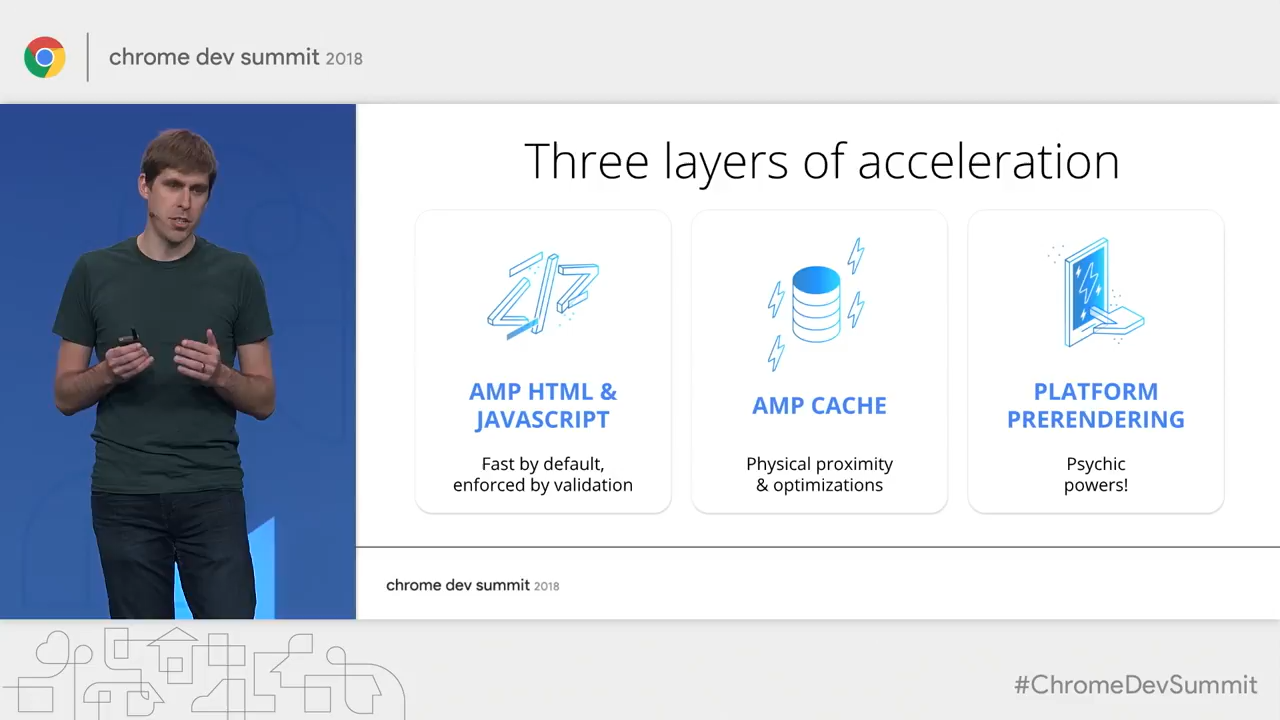 chrome dev summit 2018
Three layers of acceleration
AMP HTML &
JAVASCRIPT
Fast by default,
enforced by validation
AMP CACHE
Physical proximity
& optimizations
PLATFORM
PRERENDERING
Psychic
powers!
chrome dev summit 2018
#ChromeDevSummit